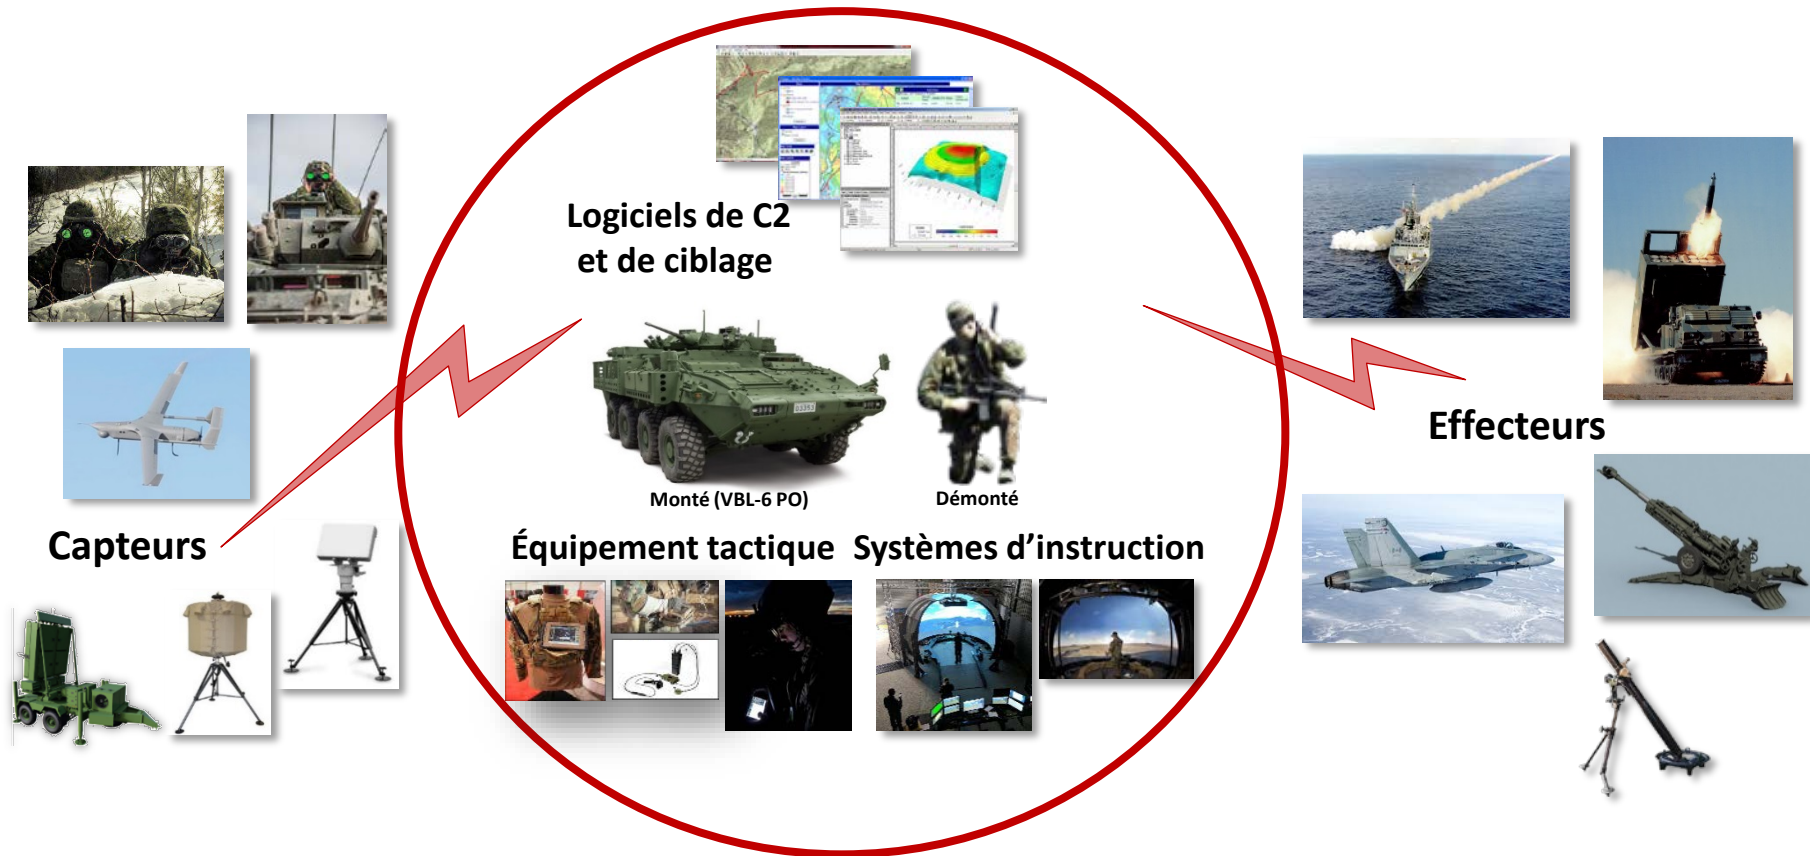 Logiciels de C2
et de ciblage
Monté (VBL-6 PO)
Démonté
Capteurs
Équipement tactique
Systèmes d’instruction
Effecteurs